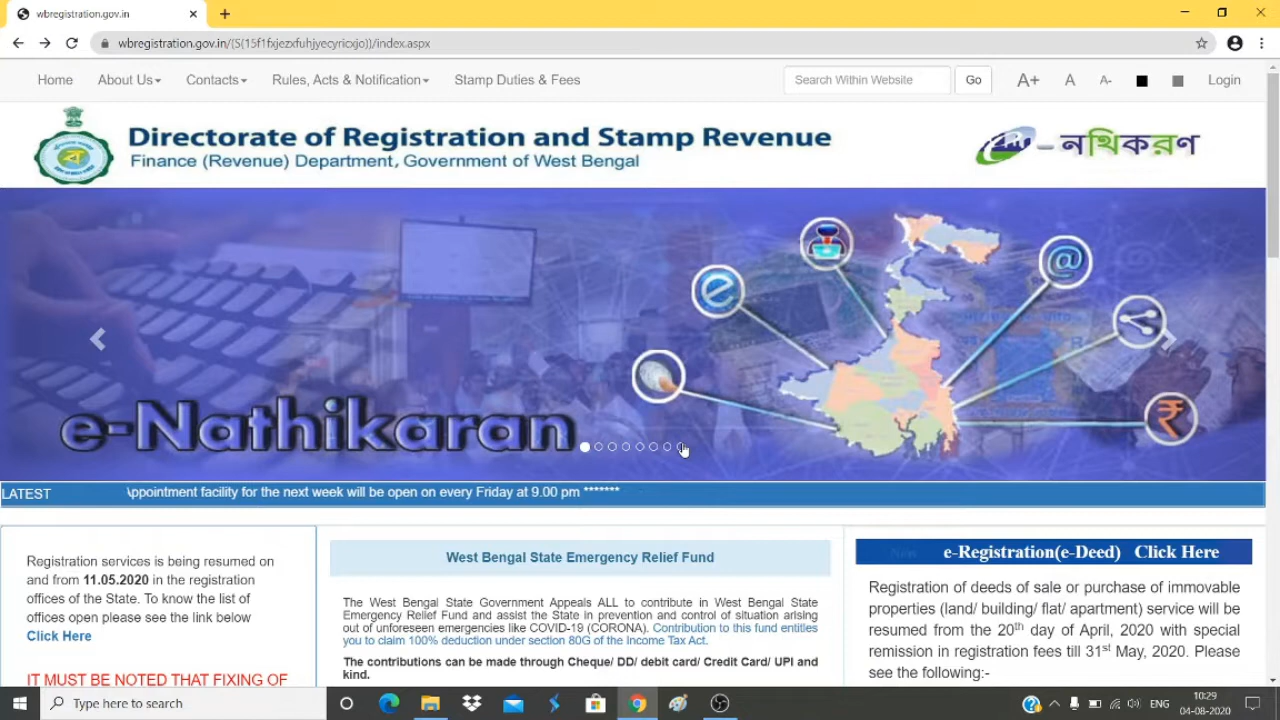 wbregistration.gov.in
wbregistration.gov.in/(S(15f1fxjezxfuhjyecyricxjo))/index.aspx
Home About Us Contacts Rules, Acts & Notification Stamp Duties & Fees Search Within Website Go A+ A A- Login
Directorate of Registration and Stamp Revenue
Finance (Revenue) Department, Government of West Bengal
ই – নথিকরণ
e-Nathikaran
LATEST Appointment facility for the next week will be open on every Friday at 9.00 pm *******
Registration services is being resumed on
and from 11.05.2020 in the registration
offices of the State. To know the list of
offices open please see the link below
Click Here
IT MUST BE NOTED THAT FIXING OF
West Bengal State Emergency Relief Fund
The West Bengal State Government Appeals ALL to contribute in West Bengal State
Emergency Relief Fund and assist the State in prevention and control of situation arising
out of unforeseen emergencies like COVID-19 (CORONA). Contribution to this fund entitles
you to claim 100% deduction under section 80G of the Income Tax Act.
The contributions can be made through Cheque/ DD/ debit card/ Credit Card/ UPI and
kind.
New e-Registration(e-Deed) Click Here
Registration of deeds of sale or purchase of immovable
properties (land/ building/ flat/ apartment) service will be
resumed from the 20th day of April, 2020 with special
remission in registration fees till 31st May, 2020. Please
see the following:-
Type here to search
ENG
10:29
04-08-2020